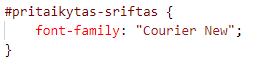 #pritaikytas-sriftas {
    font-family: "Courier New";
}